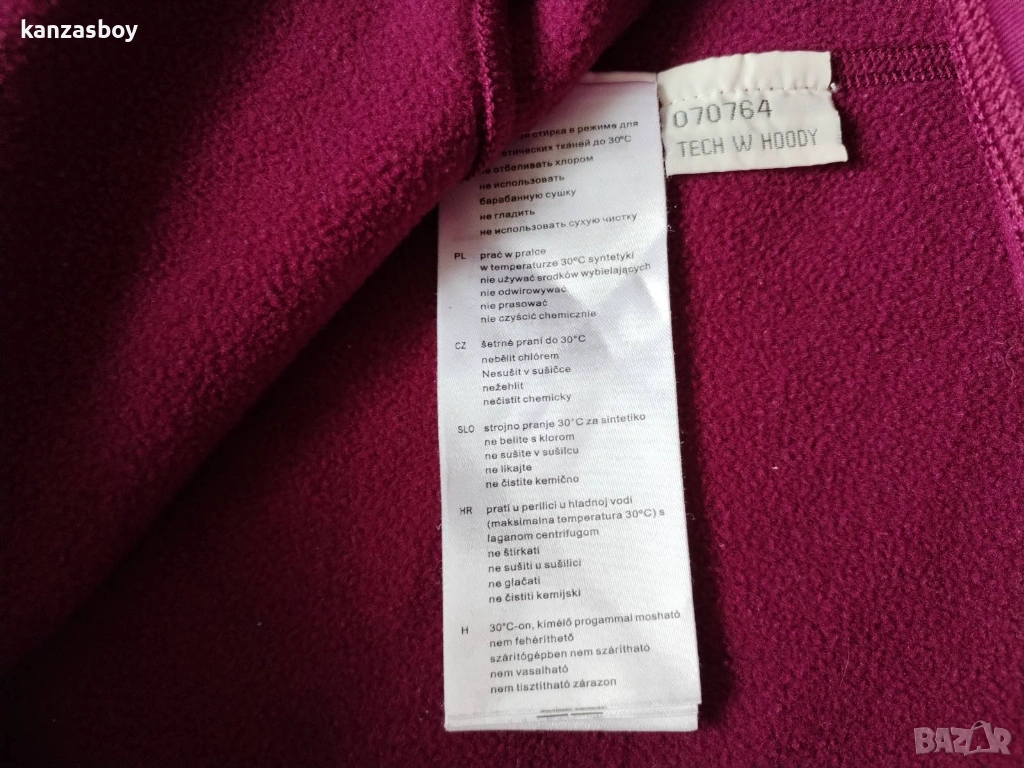 kanzasboy
070764
TECH W HOODY
стирка в режиме для
тканей до 30°C
не отбеливать хлором
не использовать
барабанную сушку
не гладить
не использовать сухую чистку
PL prać w pralce
w temperaturze 30°C syntetyki
nie używać środków wybielających
nie odwirowywać
nie prasować
nie czyścić chemicznie
CZ šetrné praní do 30°C
nebělit chlórem
Nesušit v sušičce
nežehlit
nečistit chemicky
SLO strojno pranje 30°C za sintetiko
ne belite s klorom
ne sušite v sušilcu
ne likajte
ne čistite kemično
HR prati u perilici u hladnoj vodi
(maksimalna temperatura 30°C) s
laganom centrifugom
ne štirkati
ne sušiti u sušilici
ne glačati
ne čistiti kemijski
H 30°C-on, kímélő progammal mosható
nem fehéríthető
szárítógépben nem szárítható
nem vasalható
nem tisztítható zárazon
BAZAR